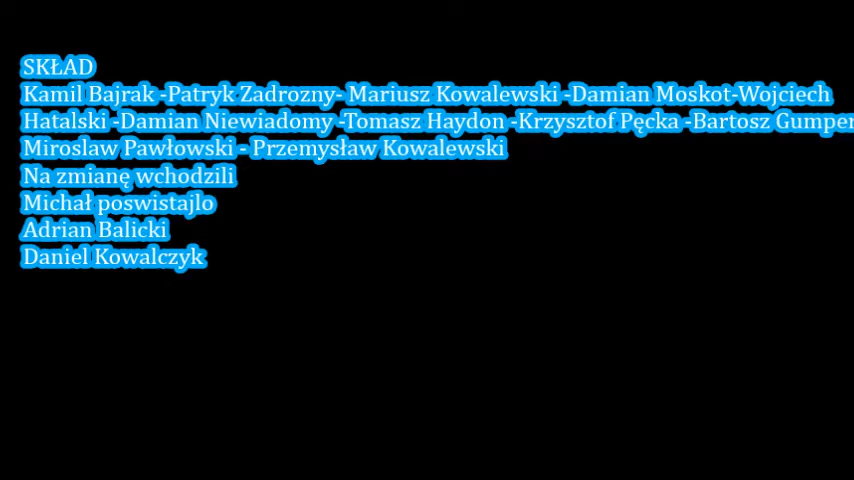 SKŁAD
Kamil Bajrak -Patryk Zadrozny- Mariusz Kowalewski -Damian Moskot-Wojciech
Hatalski -Damian Niewiadomy -Tomasz Haydon -Krzysztof Pęcka -Bartosz Gumper
Miroslaw Pawłowski - Przemysław Kowalewski
Na zmianę wchodzili
Michał poswistajlo
Adrian Balicki
Daniel Kowalczyk